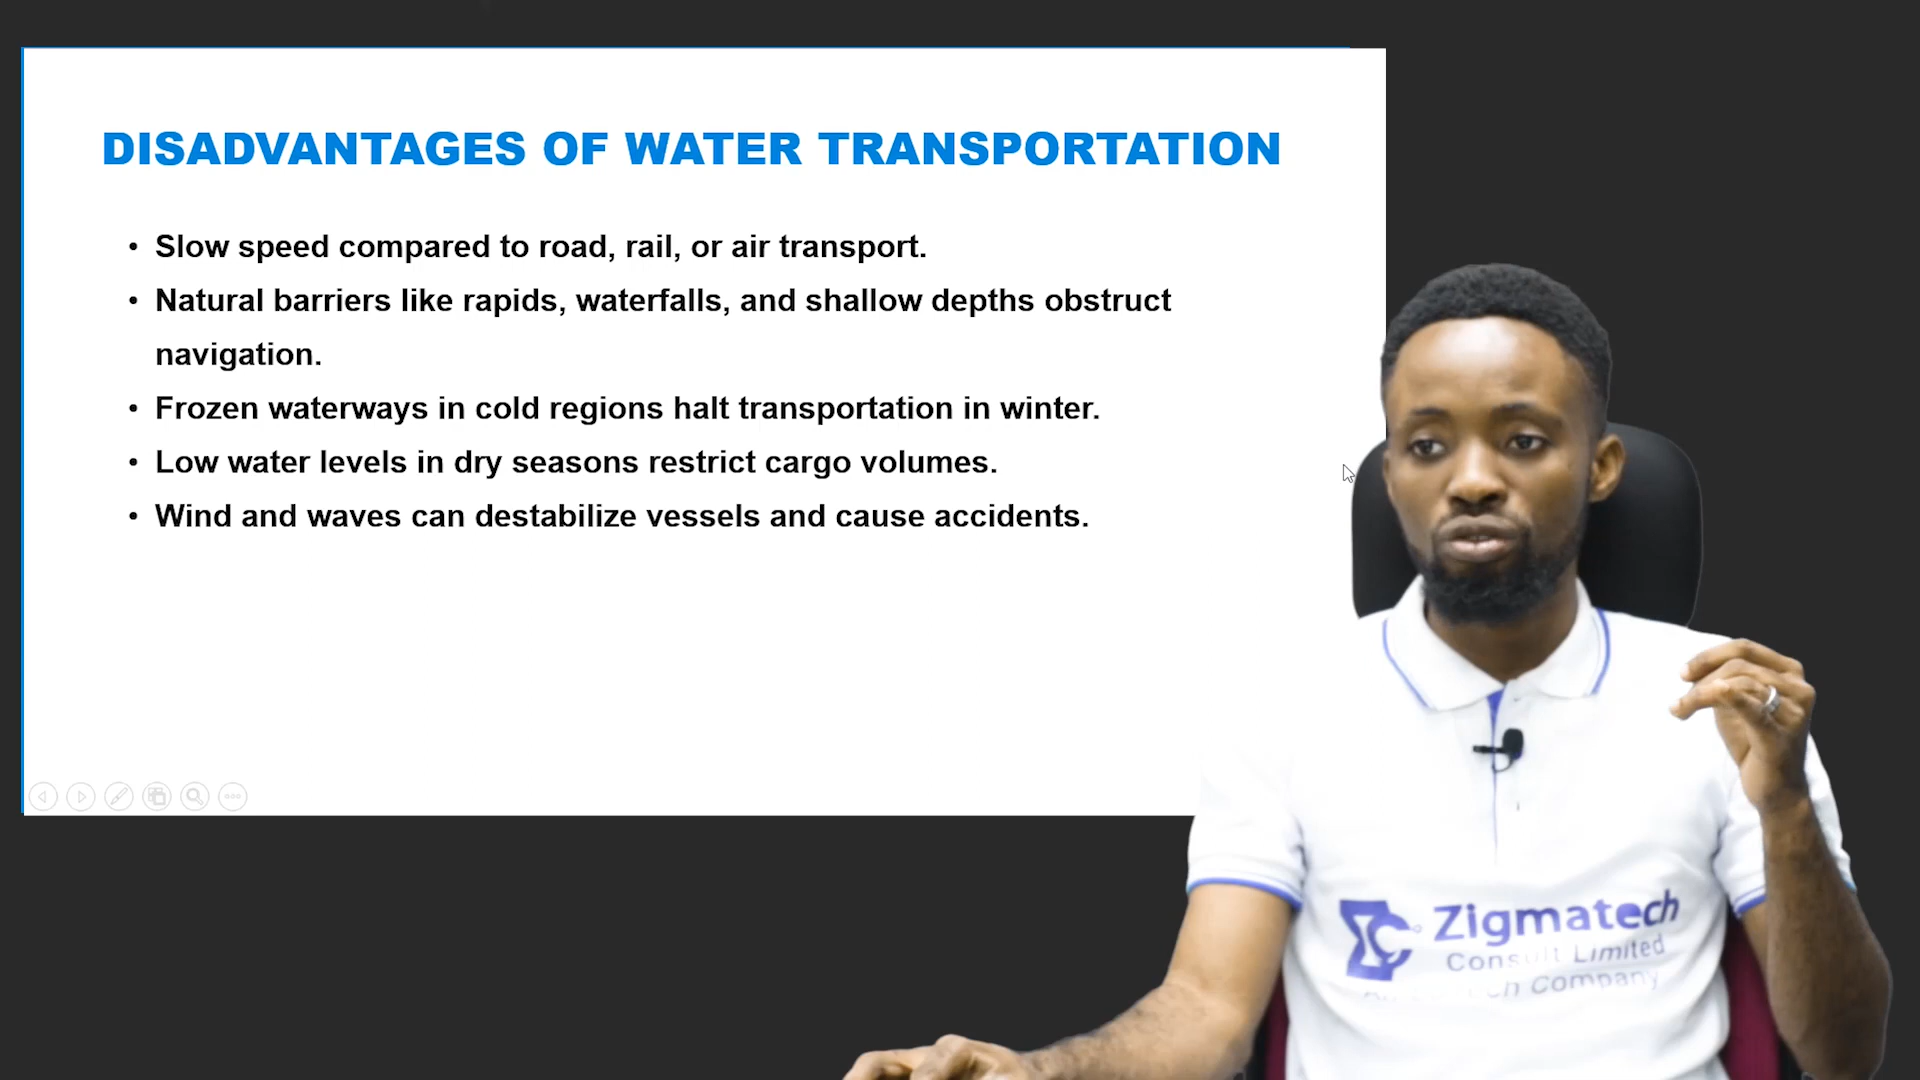 DISADVANTAGES OF WATER TRANSPORTATION
• Slow speed compared to road, rail, or air transport.
• Natural barriers like rapids, waterfalls, and shallow depths obstruct
navigation.
• Frozen waterways in cold regions halt transportation in winter.
• Low water levels in dry seasons restrict cargo volumes.
• Wind and waves can destabilize vessels and cause accidents.
Zigmatech
Consult Limited
Company